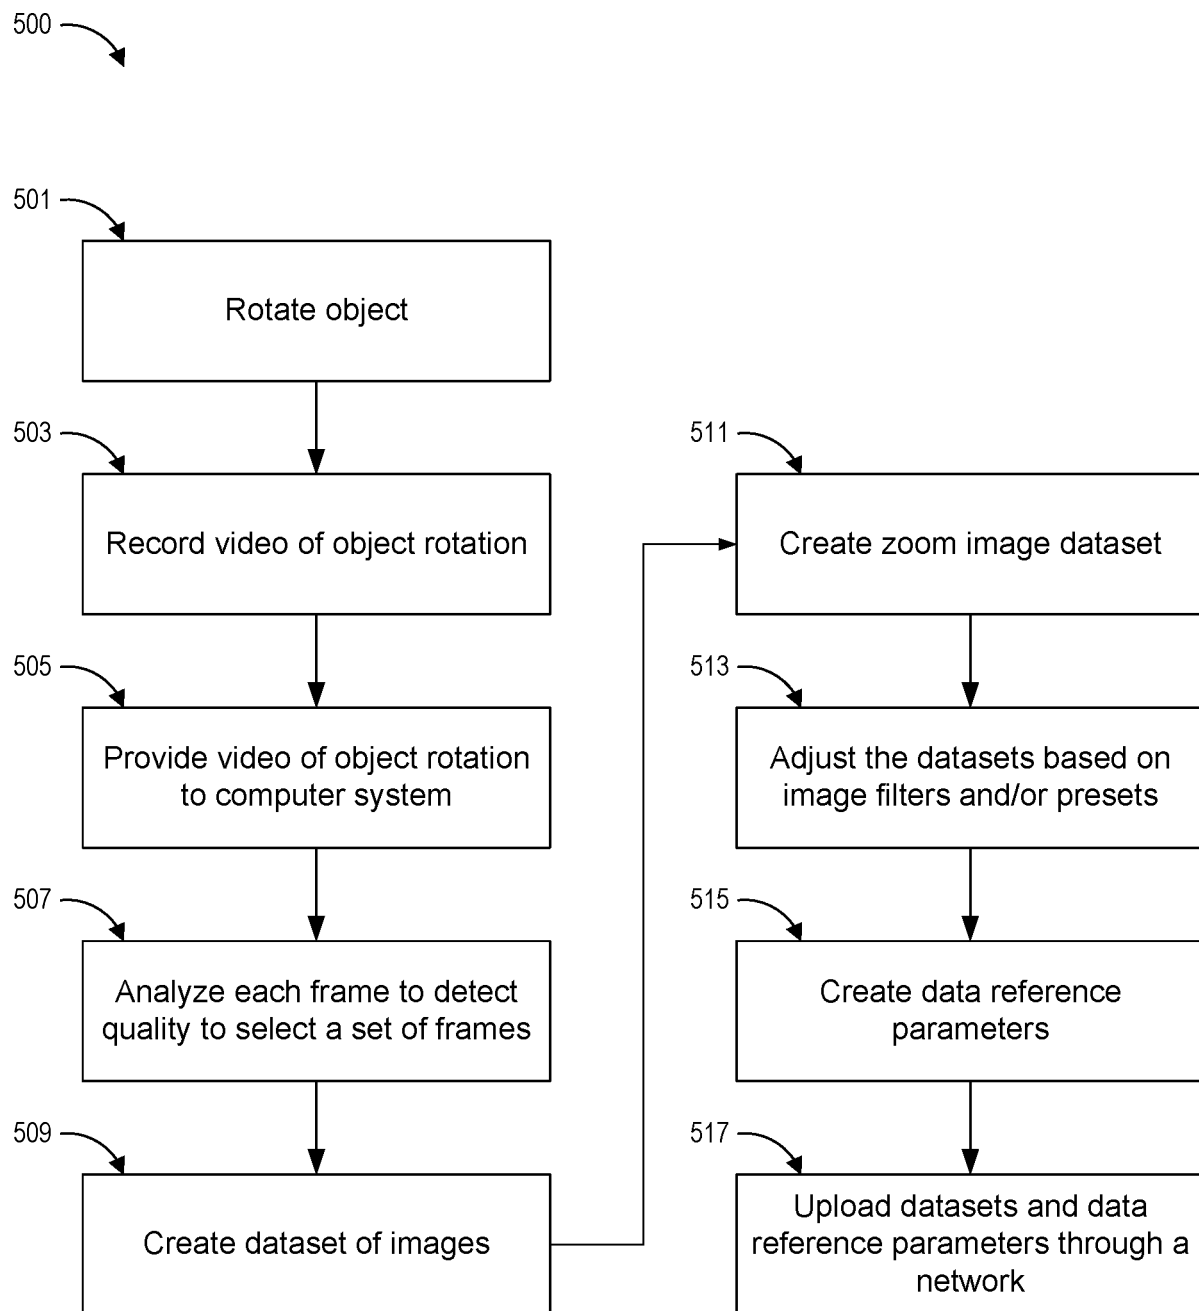 500
501
Rotate object
503
Record video of object rotation
505
Provide video of object rotation
to computer system
507
Analyze each frame to detect
quality to select a set of frames
509
Create dataset of images
511
Create zoom image dataset
513
Adjust the datasets based on
image filters and/or presets
515
Create data reference
parameters
517
Upload datasets and data
reference parameters through a
network